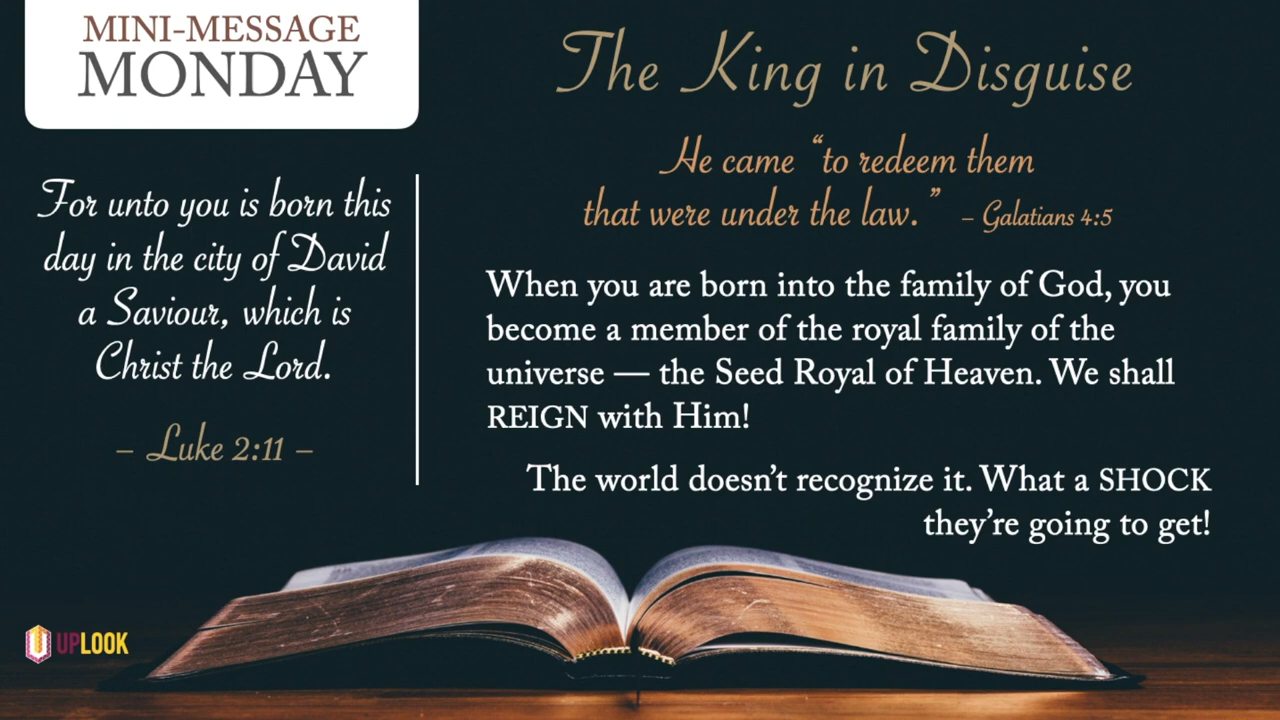 MINI-MESSAGE
MONDAY
For unto you is born this
day in the city of David
a Saviour, which is
Christ the Lord.
– Luke 2:11 –
The King in Disguise
He came “to redeem them
that were under the law.” – Galatians 4:5
When you are born into the family of God, you
become a member of the royal family of the
universe — the Seed Royal of Heaven. We shall
REIGN with Him!
The world doesn’t recognize it. What a SHOCK
they’re going to get!
UPLOOK